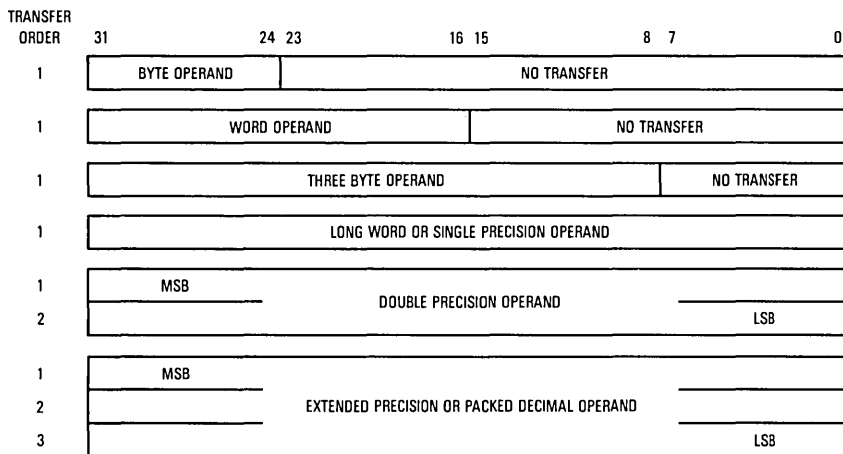 TRANSFER
ORDER 31 24 23 16 15 8 7 0
1 BYTE OPERAND NO TRANSFER
1 WORD OPERAND NO TRANSFER
1 THREE BYTE OPERAND NO TRANSFER
1 LONG WORD OR SINGLE PRECISION OPERAND
1 MSB
DOUBLE PRECISION OPERAND
2 LSB
1 MSB
2 EXTENDED PRECISION OR PACKED DECIMAL OPERAND
3 LSB